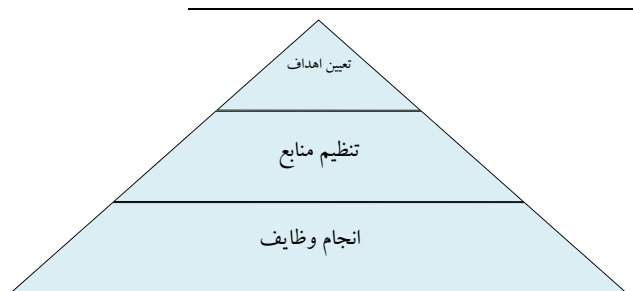 تعیین اهداف
تنظیم منابع
انجام وظایف